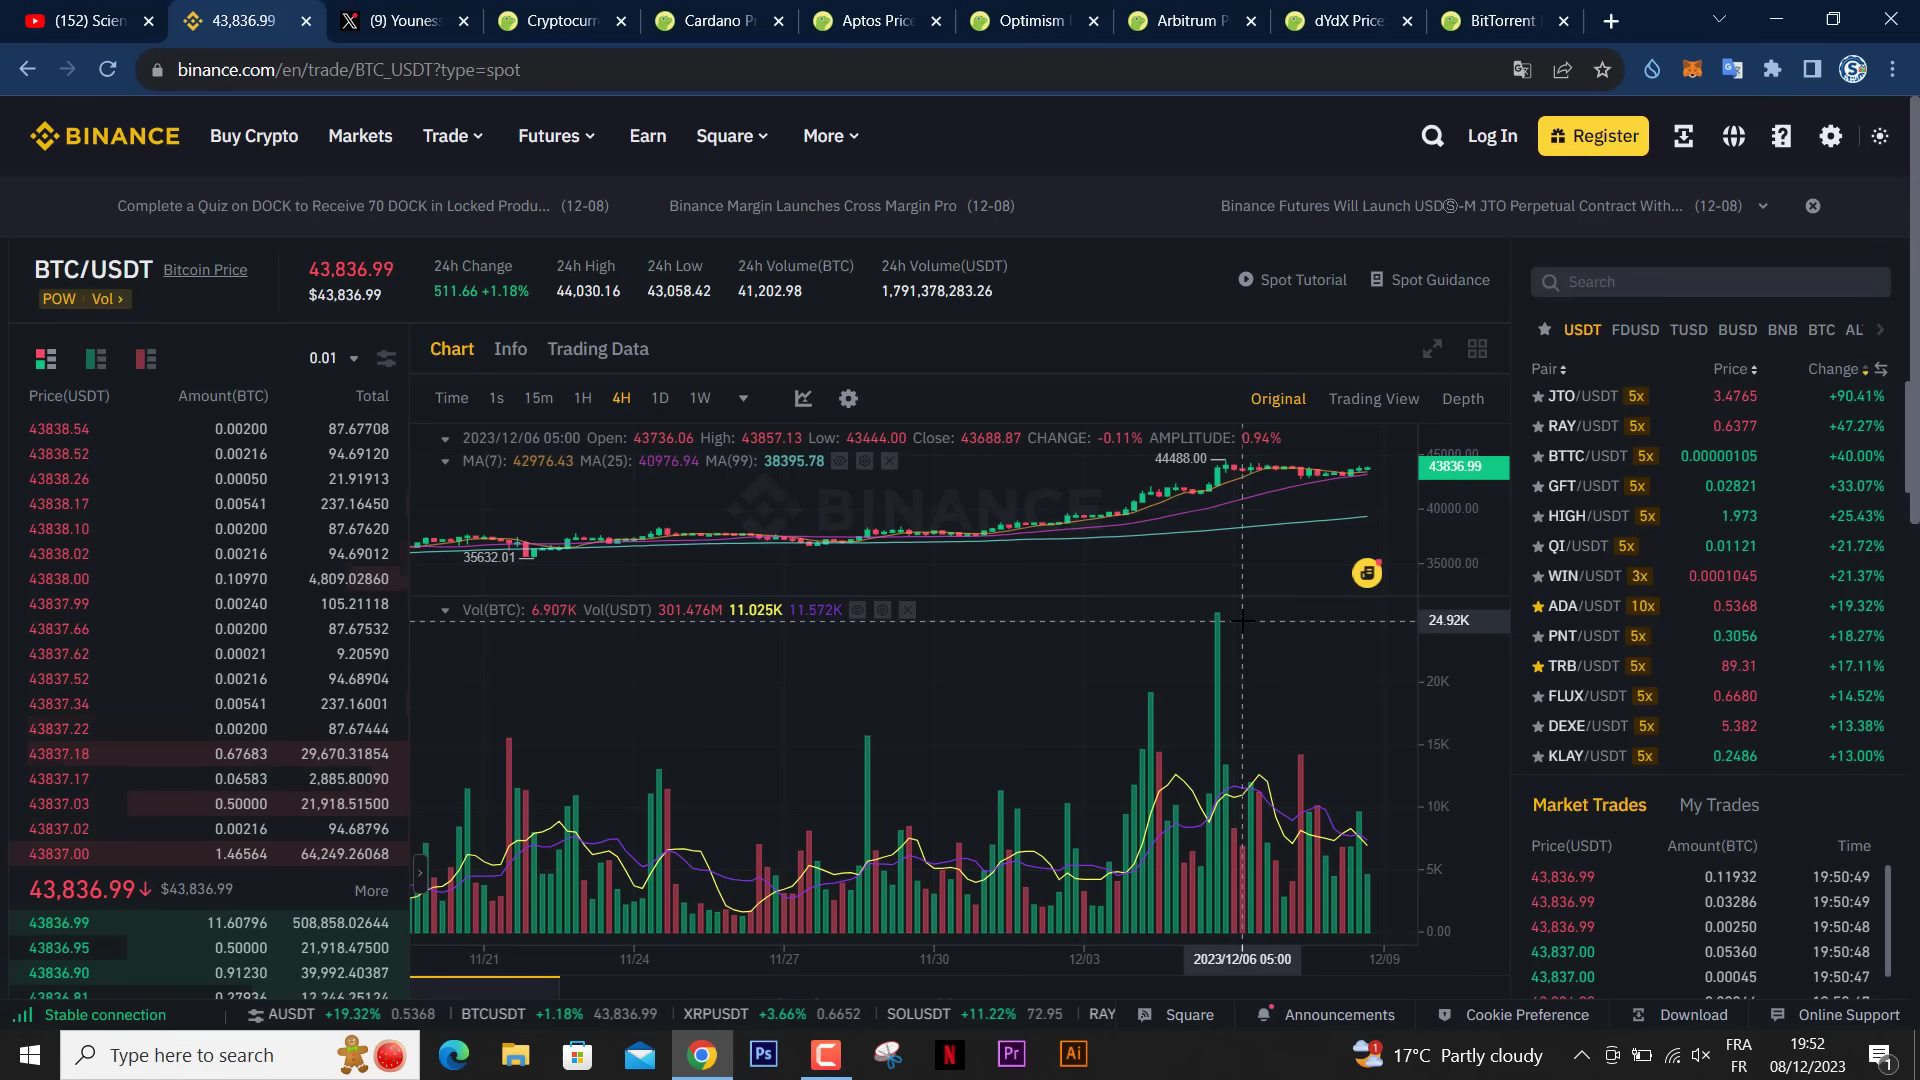 (152) Scien
43,836.99
(9) Youness
Cryptocurr
Cardano Pr
Aptos Price
Optimism
Arbitrum P
dYdX Price
BitTorrent
binance.com/en/trade/BTC_USDT?type=spot
BINANCE
Buy Crypto
Markets
Trade
Futures
Earn
Square
More
Log In
Register
Complete a Quiz on DOCK to Receive 70 DOCK in Locked Produ... (12-08)
Binance Margin Launches Cross Margin Pro (12-08)
Binance Futures Will Launch USDⓈ-M JTO Perpetual Contract With... (12-08)
BTC/USDT Bitcoin Price
POW Vol
43,836.99
$43,836.99
24h Change
511.66 +1.18%
24h High
44,030.16
24h Low
43,058.42
24h Volume(BTC)
41,202.98
24h Volume(USDT)
1,791,378,283.26
Spot Tutorial
Spot Guidance
0.01
Price(USDT) Amount(BTC) Total
43838.54 0.00200 87.67708
43838.52 0.00216 94.69120
43838.26 0.00050 21.91913
43838.17 0.00541 237.16450
43838.10 0.00200 87.67620
43838.02 0.00216 94.69012
43838.00 0.10970 4,809.02860
43837.99 0.00240 105.21118
43837.66 0.00200 87.67532
43837.62 0.00021 9.20590
43837.52 0.00216 94.68904
43837.34 0.00541 237.16001
43837.22 0.00200 87.67444
43837.18 0.67683 29,670.31854
43837.17 0.06583 2,885.80090
43837.03 0.50000 21,918.51500
43837.02 0.00216 94.68796
43837.00 1.46564 64,249.26068
43,836.99↓ $43,836.99 More
43836.99 11.60796 508,858.02644
43836.95 0.50000 21,918.47500
43836.90 0.91230 39,992.40387
43836.81 0.27936 12,246.25124
Chart Info Trading Data
Time 1s 15m 1H 4H 1D 1W
Original Trading View Depth
2023/12/06 05:00 Open: 43736.06 High: 43857.13 Low: 43444.00 Close: 43688.87 CHANGE: -0.11% AMPLITUDE: 0.94%
MA(7): 42976.43 MA(25): 40976.94 MA(99): 38395.78
44488.00
45000.00
43836.99
BINANCE
40000.00
35632.01
35000.00
Vol(BTC): 6.907K Vol(USDT) 301.476M 11.025K 11.572K
24.92K
20K
15K
10K
5K
0.00
11/21 11/24 11/27 11/30 12/03 2023/12/06 05:00 12/09
Search
USDT FDUSD TUSD BUSD BNB BTC AL
Pair Price Change
JTO/USDT 5x 3.4765 +90.41%
RAY/USDT 5x 0.6377 +47.27%
BTTC/USDT 5x 0.00000105 +40.00%
GFT/USDT 5x 0.02821 +33.07%
HIGH/USDT 5x 1.973 +25.43%
QI/USDT 5x 0.01121 +21.72%
WIN/USDT 3x 0.0001045 +21.37%
ADA/USDT 10x 0.5368 +19.32%
PNT/USDT 5x 0.3056 +18.27%
TRB/USDT 5x 89.31 +17.11%
FLUX/USDT 5x 0.6680 +14.52%
DEXE/USDT 5x 5.382 +13.38%
KLAY/USDT 5x 0.2486 +13.00%
Market Trades My Trades
Price(USDT) Amount(BTC) Time
43,836.99 0.11932 19:50:49
43,836.99 0.03286 19:50:49
43,836.99 0.00250 19:50:48
43,837.00 0.05360 19:50:48
43,837.00 0.00045 19:50:47
Stable connection
AUSDT +19.32% 0.5368
BTCUSDT +1.18% 43,836.99
XRPUSDT +3.66% 0.6652
SOLUSDT +11.22% 72.95
RAY
Square
Announcements
Cookie Preference
Download
Online Support
Type here to search
Ps
N
Pr
Ai
1
17°C Partly cloudy
FRA
FR
19:52
08/12/2023
1